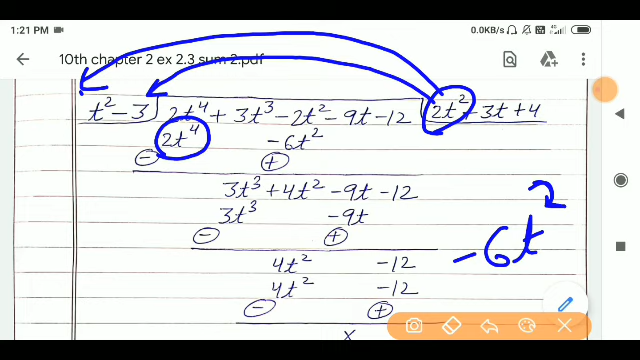 1:21 PM 0.0KB/s
10th chapter 2 ex 2.3 sum 2.pdf
t² - 3 ) 2t⁴ + 3t³ - 2t² - 9t - 12 ( 2t² + 3t + 4
2t⁴ - 6t²
- +
3t³ + 4t² - 9t - 12
3t³ - 9t
- +
-6t
4t² - 12
4t² - 12
- +
x